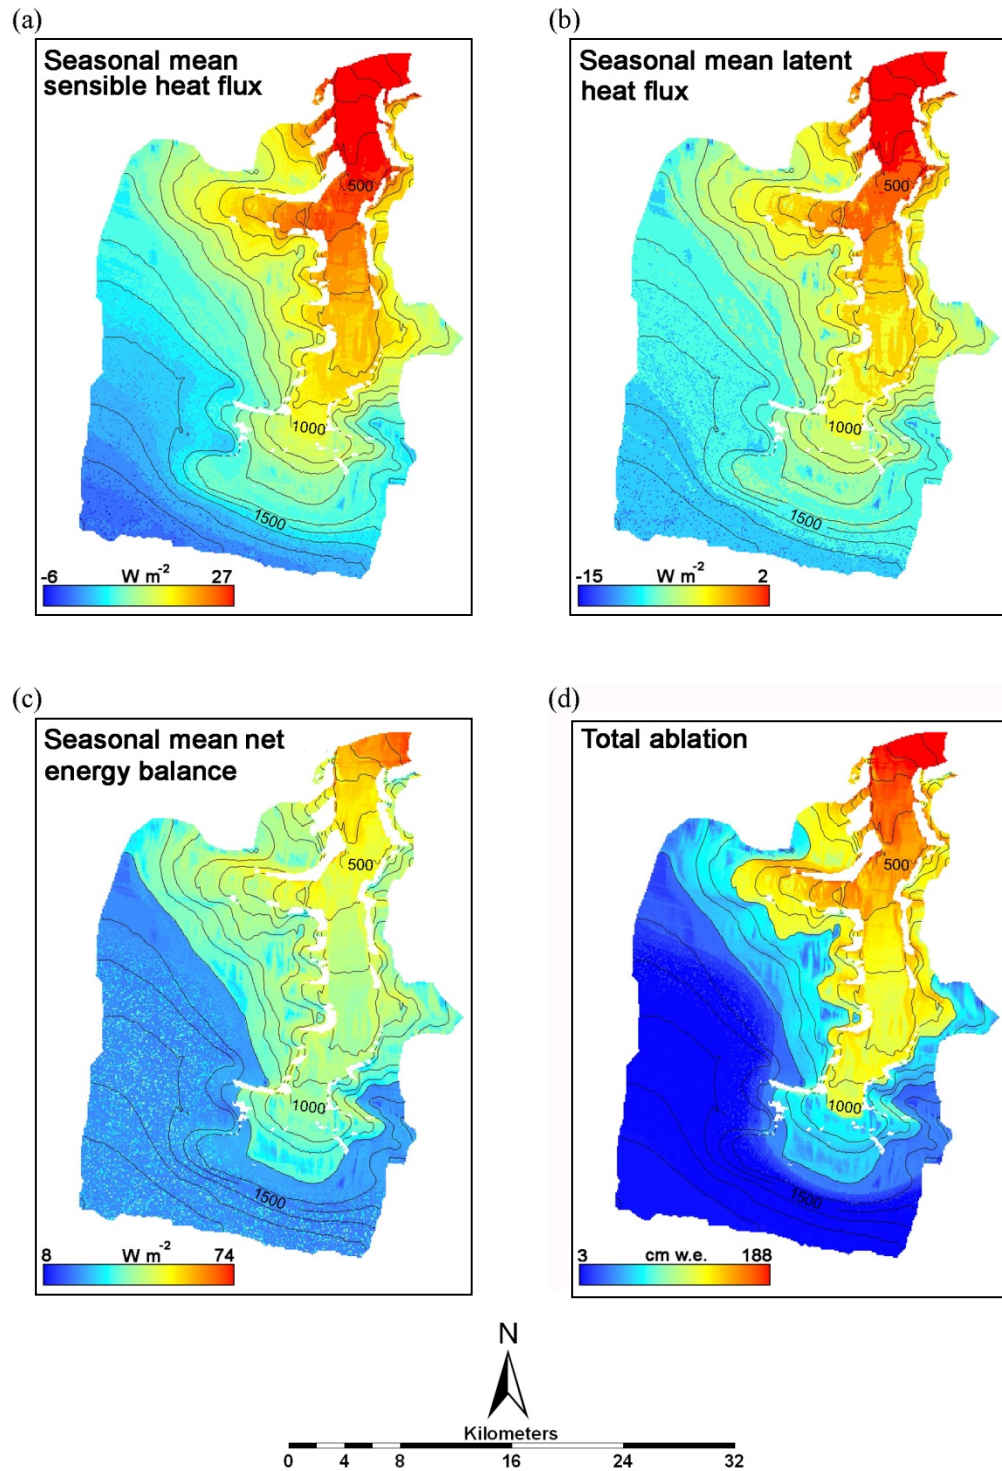 (a)
Seasonal mean
sensible heat flux
500
1000
1500
-6 W m-2 27
(b)
Seasonal mean latent
heat flux
500
1000
1500
-15 W m-2 2
(c)
Seasonal mean net
energy balance
500
1000
1500
8 W m-2 74
(d)
Total ablation
500
1000
1500
3 cm w.e. 188
N
Kilometers
0 4 8 16 24 32